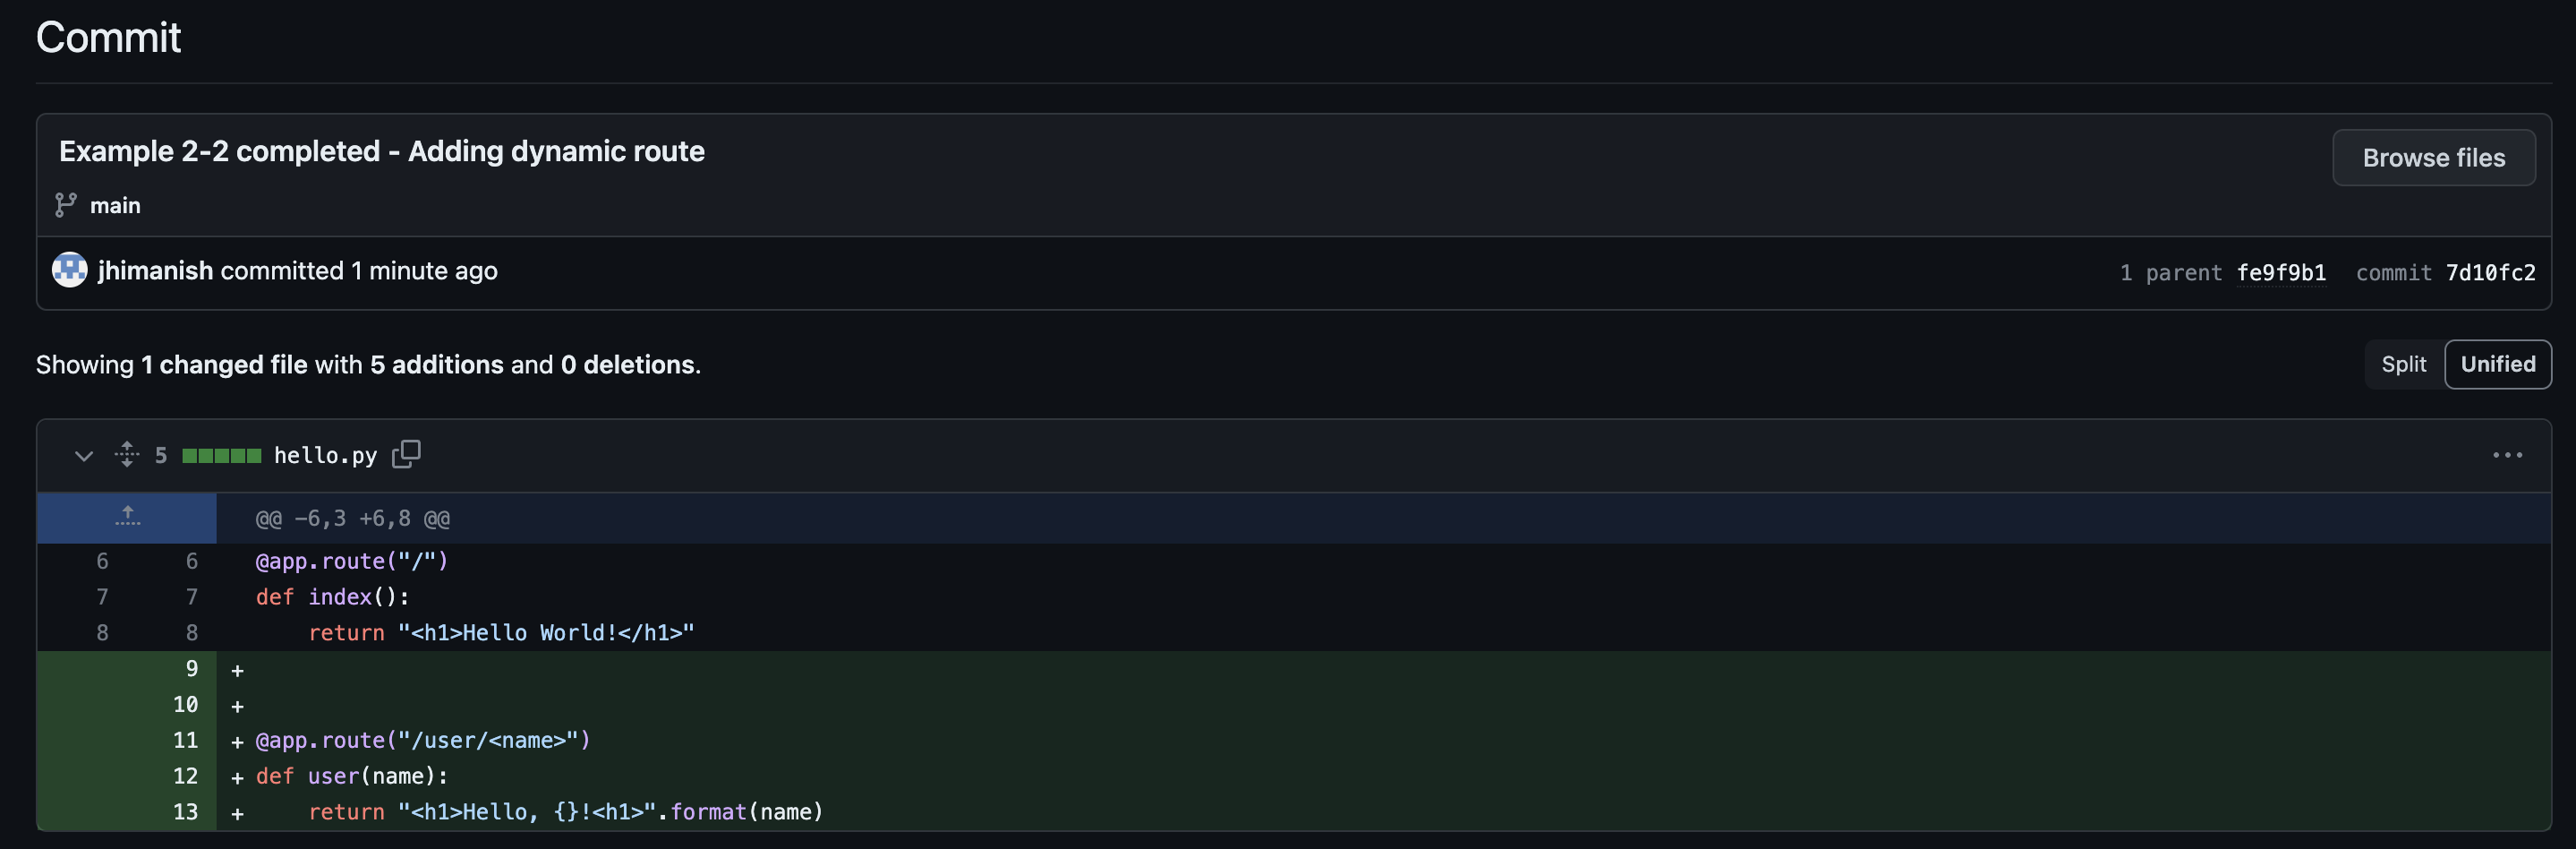 Commit
Example 2-2 completed - Adding dynamic route
Browse files
main
jhimanish committed 1 minute ago
1 parent fe9f9b1 commit 7d10fc2
Showing 1 changed file with 5 additions and 0 deletions.
Split Unified
5 hello.py
@@ -6,3 +6,8 @@
6 6 @app.route("/")
7 7 def index():
8 8     return "<h1>Hello World!</h1>"
9 +
10 +
11 + @app.route("/user/<name>")
12 + def user(name):
13 +     return "<h1>Hello, {}!<h1>".format(name)